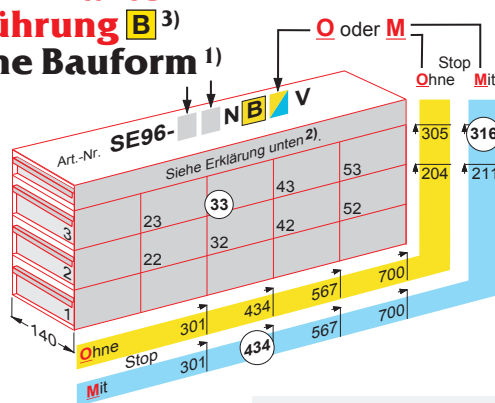 ührung B 3)
ne Bauform 1)
O oder M
Stop
Ohne Mit
Art.-Nr. SE96- N B V
Siehe Erklärung unten 2).
305 316
204 211
23 33 43 53
22 32 42 52
3
2
1
140
Ohne 301 434 567 700
Stop
Mit 301 434 567 700